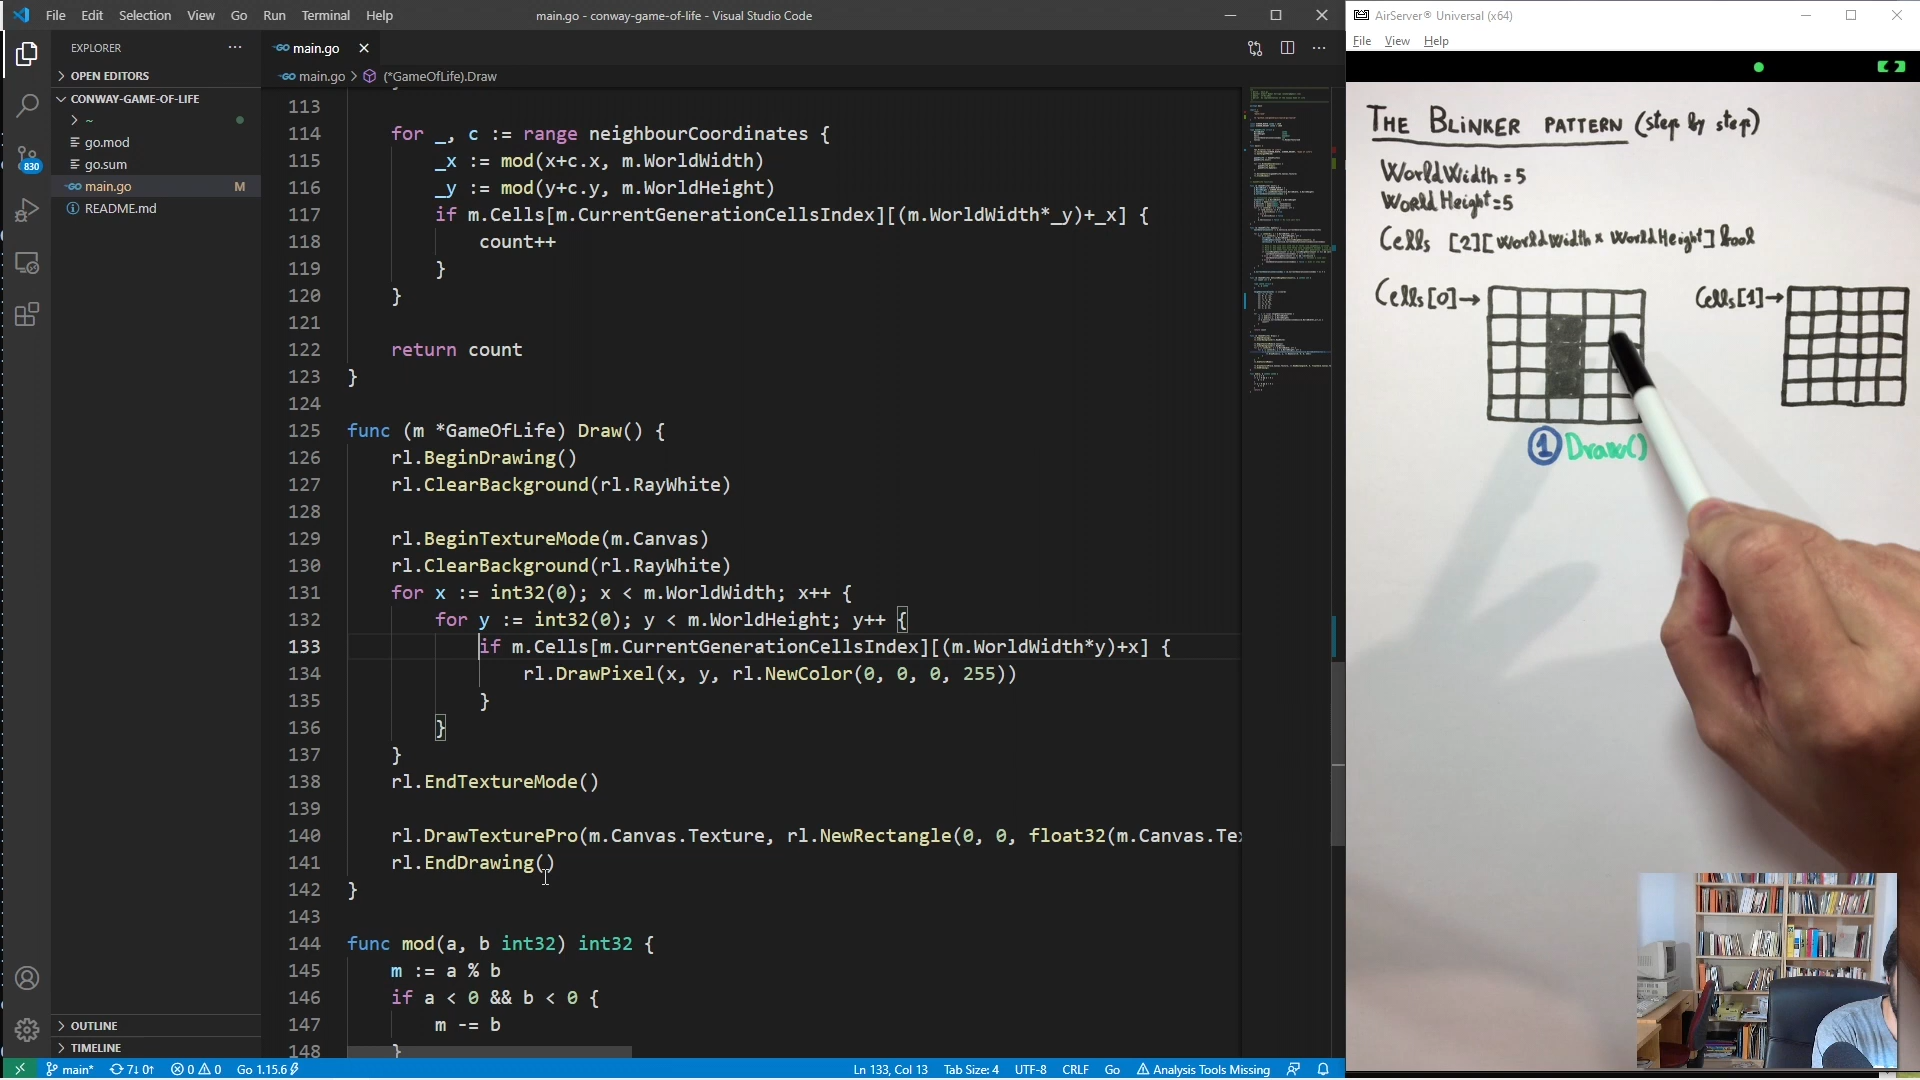 File Edit Selection View Go Run Terminal Help
main.go - conway-game-of-life - Visual Studio Code
EXPLORER
OPEN EDITORS
CONWAY-GAME-OF-LIFE
~
go.mod
go.sum
main.go M
README.md
OUTLINE
TIMELINE
830
main.go
main.go > (*GameOfLife).Draw
113
114 for _, c := range neighbourCoordinates {
115 _x := mod(x+c.x, m.WorldWidth)
116 _y := mod(y+c.y, m.WorldHeight)
117 if m.Cells[m.CurrentGenerationCellsIndex][(m.WorldWidth*_y)+_x] {
118 count++
119 }
120 }
121
122 return count
123 }
124
125 func (m *GameOfLife) Draw() {
126 rl.BeginDrawing()
127 rl.ClearBackground(rl.RayWhite)
128
129 rl.BeginTextureMode(m.Canvas)
130 rl.ClearBackground(rl.RayWhite)
131 for x := int32(0); x < m.WorldWidth; x++ {
132 for y := int32(0); y < m.WorldHeight; y++ {
133 if m.Cells[m.CurrentGenerationCellsIndex][(m.WorldWidth*y)+x] {
134 rl.DrawPixel(x, y, rl.NewColor(0, 0, 0, 255))
135 }
136 }
137 }
138 rl.EndTextureMode()
139
140 rl.DrawTexturePro(m.Canvas.Texture, rl.NewRectangle(0, 0, float32(m.Canvas.Tex
141 rl.EndDrawing()
142 }
143
144 func mod(a, b int32) int32 {
145 m := a % b
146 if a < 0 && b < 0 {
147 m -= b
148 }
main* 7↓ 0↑ 0 0 Go 1.15.6
Ln 133, Col 13 Tab Size: 4 UTF-8 CRLF Go Analysis Tools Missing
AirServer® Universal (x64)
File View Help
THE BLINKER PATTERN (step by step)
WorldWidth = 5
WorldHeight = 5
Cells [2][WorldWidth x WorldHeight] bool
Cells[0]→
Cells[1]→
1 Draw()